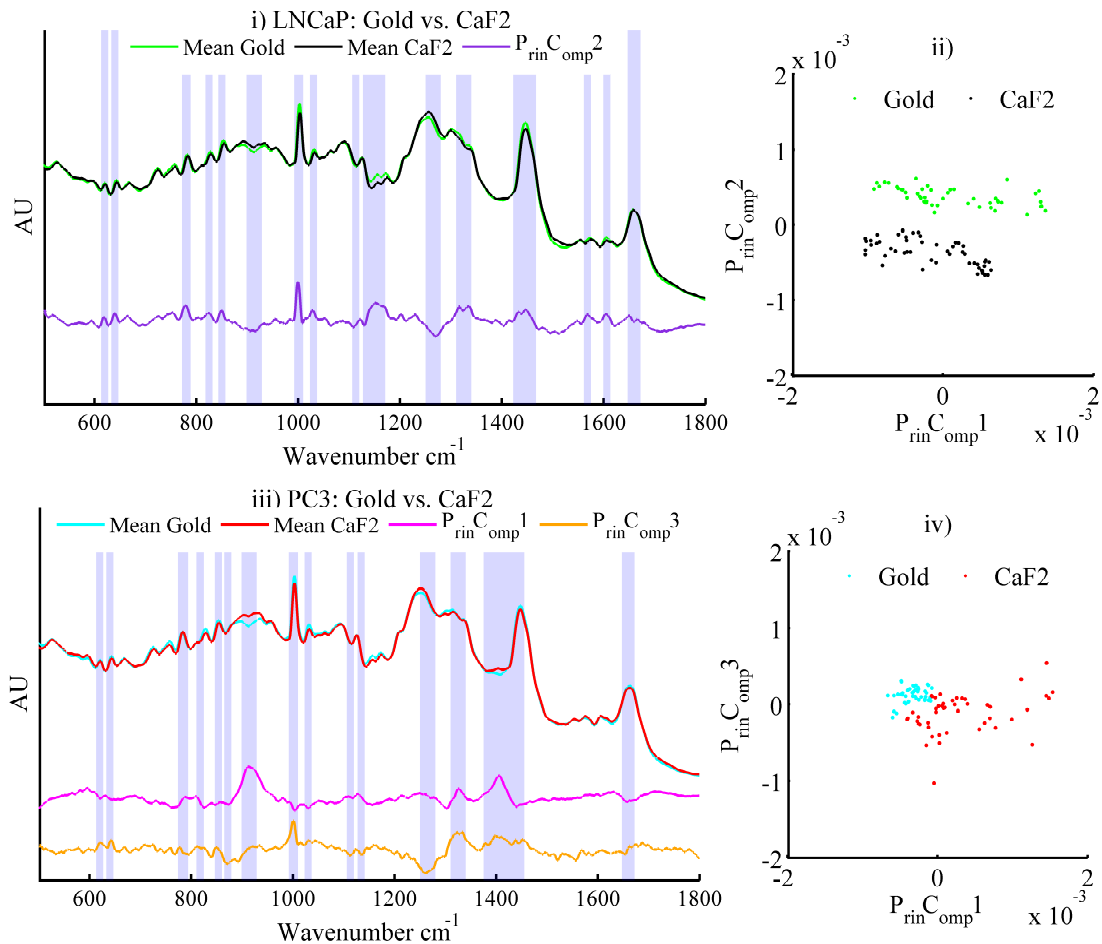 i) LNCaP: Gold vs. CaF2
Mean Gold Mean CaF2 PrinComp2
AU
600 800 1000 1200 1400 1600 1800
Wavenumber cm-1
ii)
x 10-3
2
Gold CaF2
1
0
-1
-2
PrinComp2
-2 0 2
PrinComp1 x 10-3
iii) PC3: Gold vs. CaF2
Mean Gold Mean CaF2 PrinComp1 PrinComp3
AU
600 800 1000 1200 1400 1600 1800
Wavenumber cm-1
iv)
x 10-3
2
Gold CaF2
1
0
-1
-2
PrinComp3
-2 0 2
PrinComp1 x 10-3